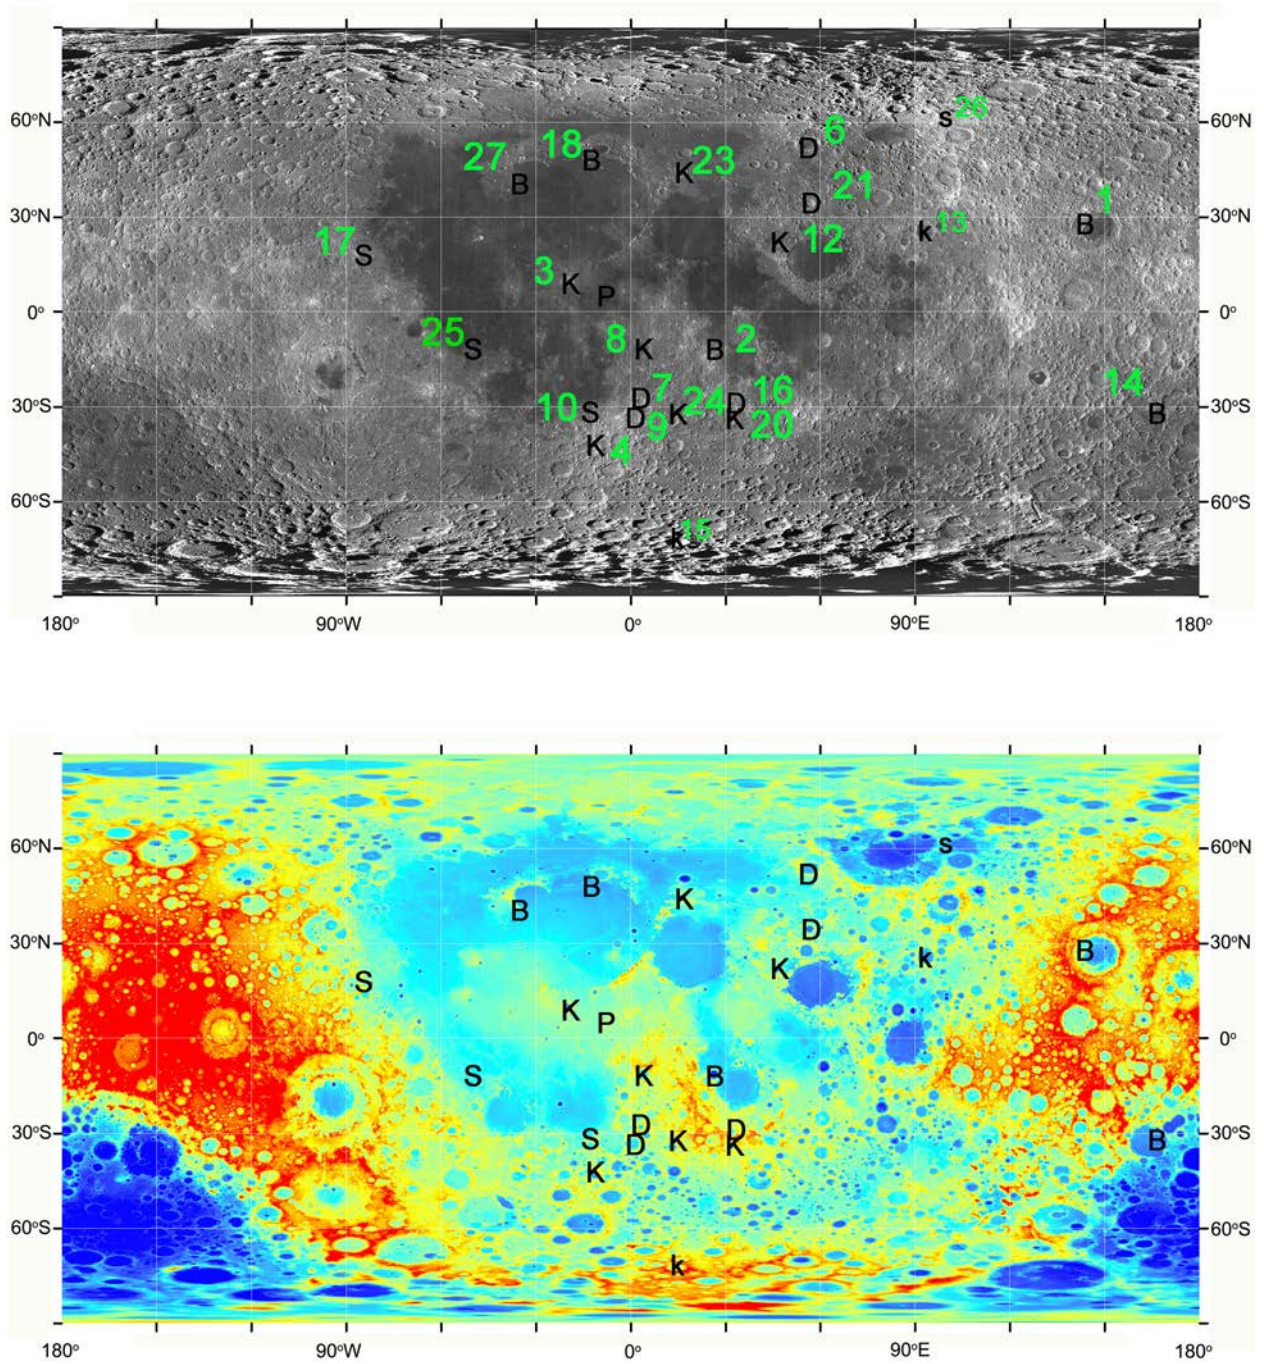 60°N 60°N
s 26
6
D
27 18 B K 23
B
D 21
30°N 30°N
1
B
k 13
17 S
K 12
3 K
P
0° 0°
25 S
8 K B 2
14
7 D 24 D 16
10 S K
30°S 30°S
D 9 K 20
B
K 4
60°S 60°S
k 15
180° 90°W 0° 90°E 180°
60°N s 60°N
D
B K
B
D
30°N B 30°N
k
S K
K
P
0° 0°
S K B
D D
30°S S K B 30°S
D K
K
60°S 60°S
k
180° 90°W 0° 90°E 180°